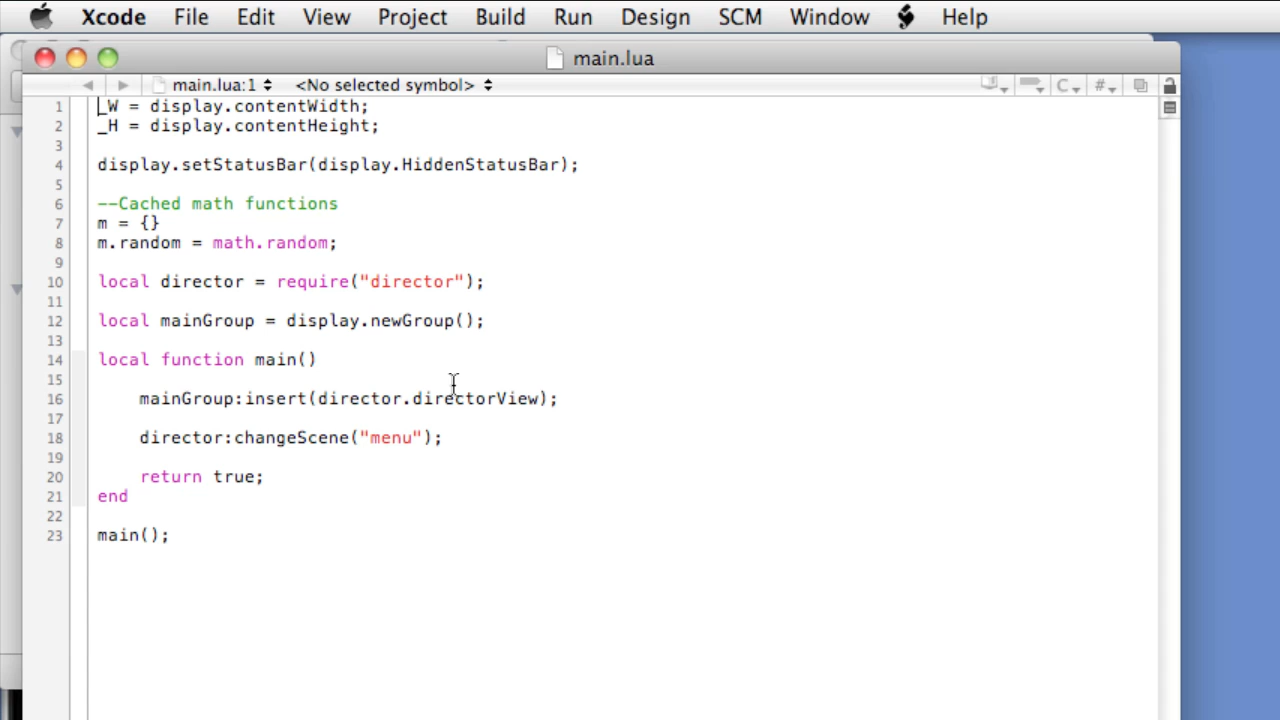 Xcode File Edit View Project Build Run Design SCM Window Help
main.lua
main.lua:1 <No selected symbol> C #
1 _W = display.contentWidth;
2 _H = display.contentHeight;
3
4 display.setStatusBar(display.HiddenStatusBar);
5
6 --Cached math functions
7 m = {}
8 m.random = math.random;
9
10 local director = require("director");
11
12 local mainGroup = display.newGroup();
13
14 local function main()
15
16 mainGroup:insert(director.directorView);
17
18 director:changeScene("menu");
19
20 return true;
21 end
22
23 main();